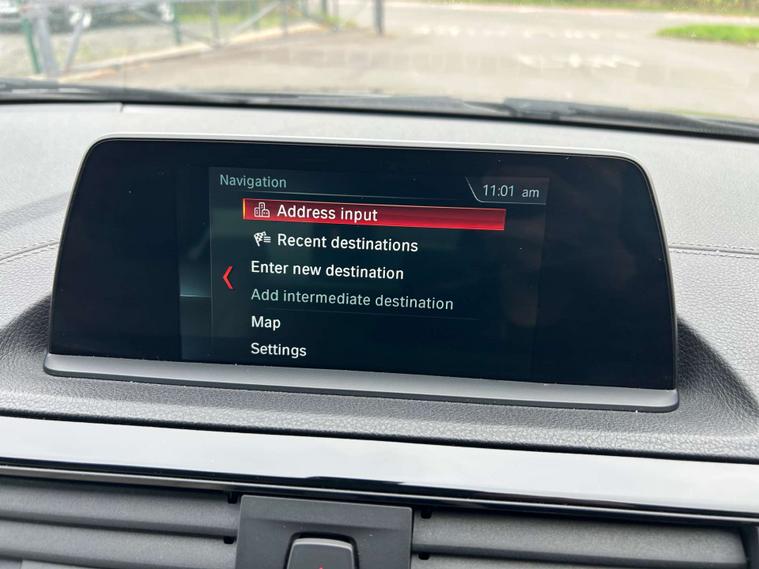 Navigation
11:01 am
Address input
Recent destinations
Enter new destination
Add intermediate destination
Map
Settings